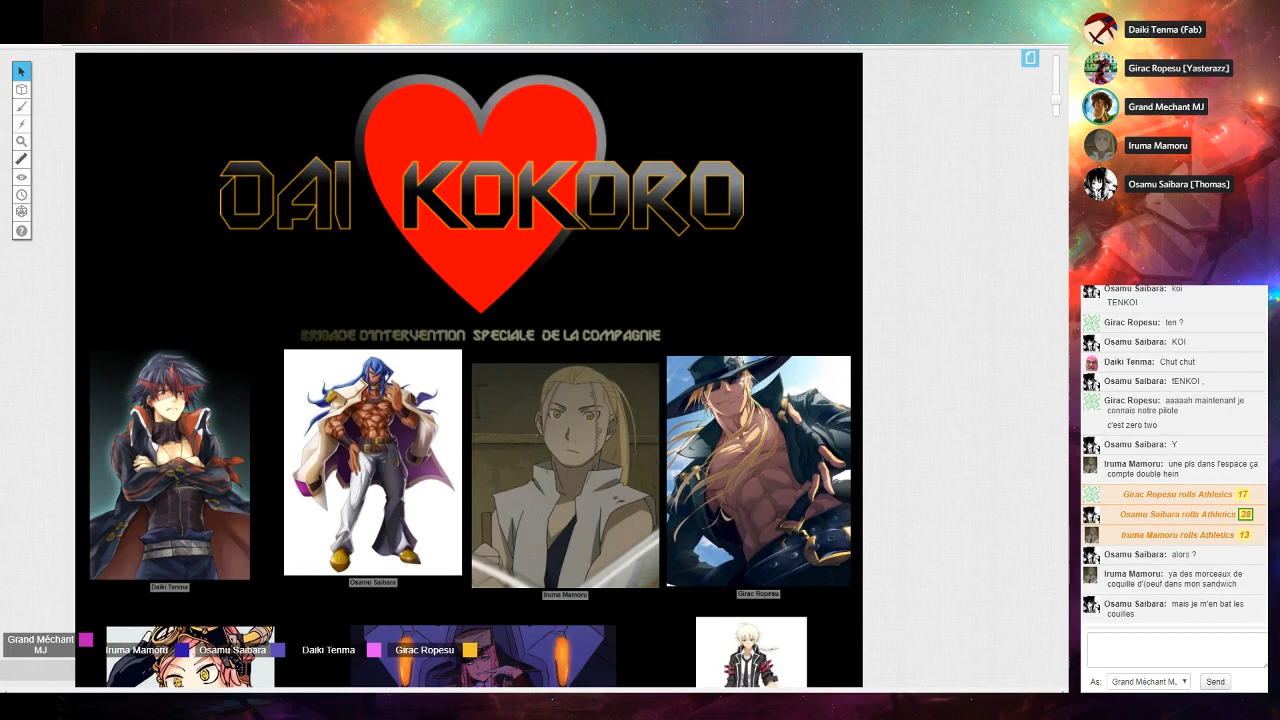 DAI KOKORO
BRIGADE D'INTERVENTION SPECIALE DE LA COMPAGNIE
Daiki Tenma
Osamu Saibara
Iruma Mamoru
Girac Ropesu
Grand Méchant
MJ
Iruma Mamoru
Osamu Saibara
Daiki Tenma
Girac Ropesu
Daiki Tenma (Fab)
Girac Ropesu [Yasterazz]
Grand Mechant MJ
Iruma Mamoru
Osamu Saibara [Thomas]
Osamu Saibara: koi
TENKOI
Girac Ropesu: ten ?
Osamu Saibara: KOI
Daiki Tenma: Chut chut
Osamu Saibara: tENKOI ,
Girac Ropesu: aaaaah maintenant je
connais notre pilote
c'est zero two
Osamu Saibara: Y
Iruma Mamoru: une pls dans l'espace ça
compte double hein
Girac Ropesu rolls Athletics 17
Osamu Saibara rolls Athletics 28
Iruma Mamoru rolls Athletics 13
Osamu Saibara: alors ?
Iruma Mamoru: ya des morceaux de
coquille d'(oeuf dans mon sandwich
Osamu Saibara: mais je m'en bat les
couilles
As: Grand Méchant M. Send